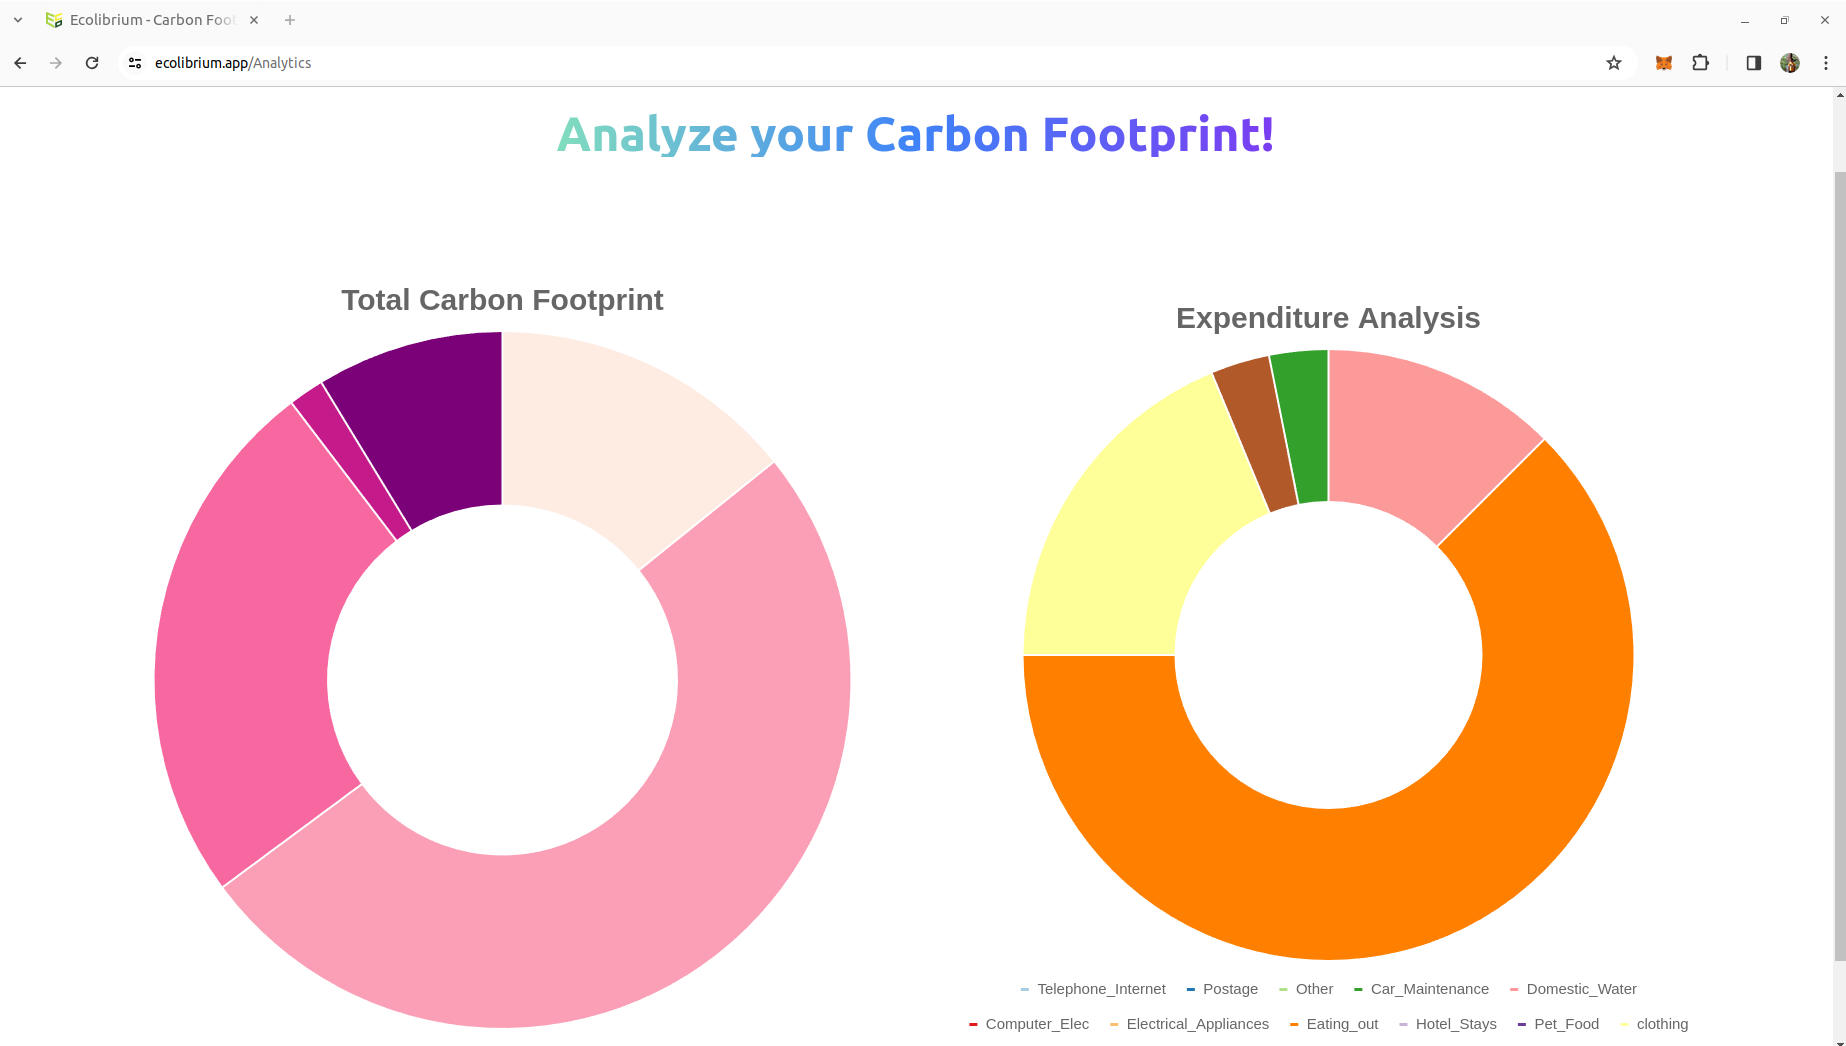 Ecolibrium - Carbon Foot
ecolibrium.app/Analytics
Analyze your Carbon Footprint!
Total Carbon Footprint
Expenditure Analysis
Telephone_Internet Postage Other Car_Maintenance Domestic_Water
Computer_Elec Electrical_Appliances Eating_out Hotel_Stays Pet_Food clothing